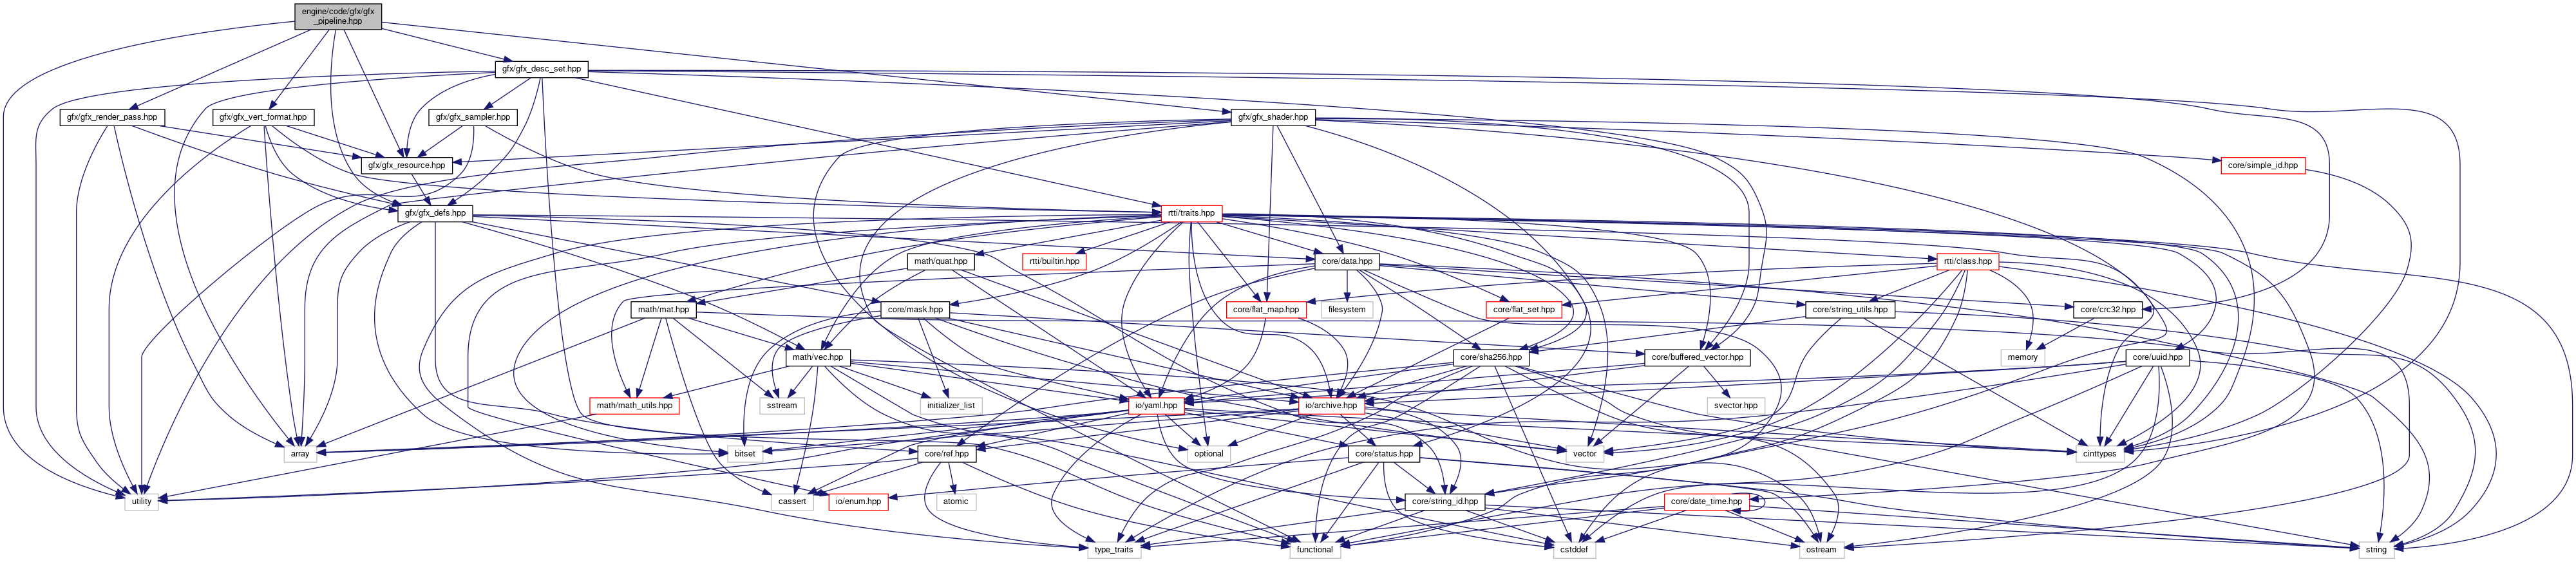 engine/code/gfx/gfx
_pipeline.hpp
gfx/gfx_desc_set.hpp
gfx/gfx_render_pass.hpp
gfx/gfx_vert_format.hpp
gfx/gfx_sampler.hpp
gfx/gfx_shader.hpp
gfx/gfx_resource.hpp
core/simple_id.hpp
gfx/gfx_defs.hpp
rtti/traits.hpp
math/quat.hpp
rtti/builtin.hpp
core/data.hpp
rtti/class.hpp
math/mat.hpp
core/mask.hpp
core/flat_map.hpp
filesystem
core/flat_set.hpp
core/string_utils.hpp
core/crc32.hpp
math/vec.hpp
core/sha256.hpp
core/buffered_vector.hpp
memory
core/uuid.hpp
math/math_utils.hpp
sstream
initializer_list
io/yaml.hpp
io/archive.hpp
svector.hpp
array
bitset
core/ref.hpp
optional
core/status.hpp
vector
cinttypes
utility
cassert
io/enum.hpp
atomic
core/string_id.hpp
core/date_time.hpp
type_traits
functional
cstddef
ostream
string